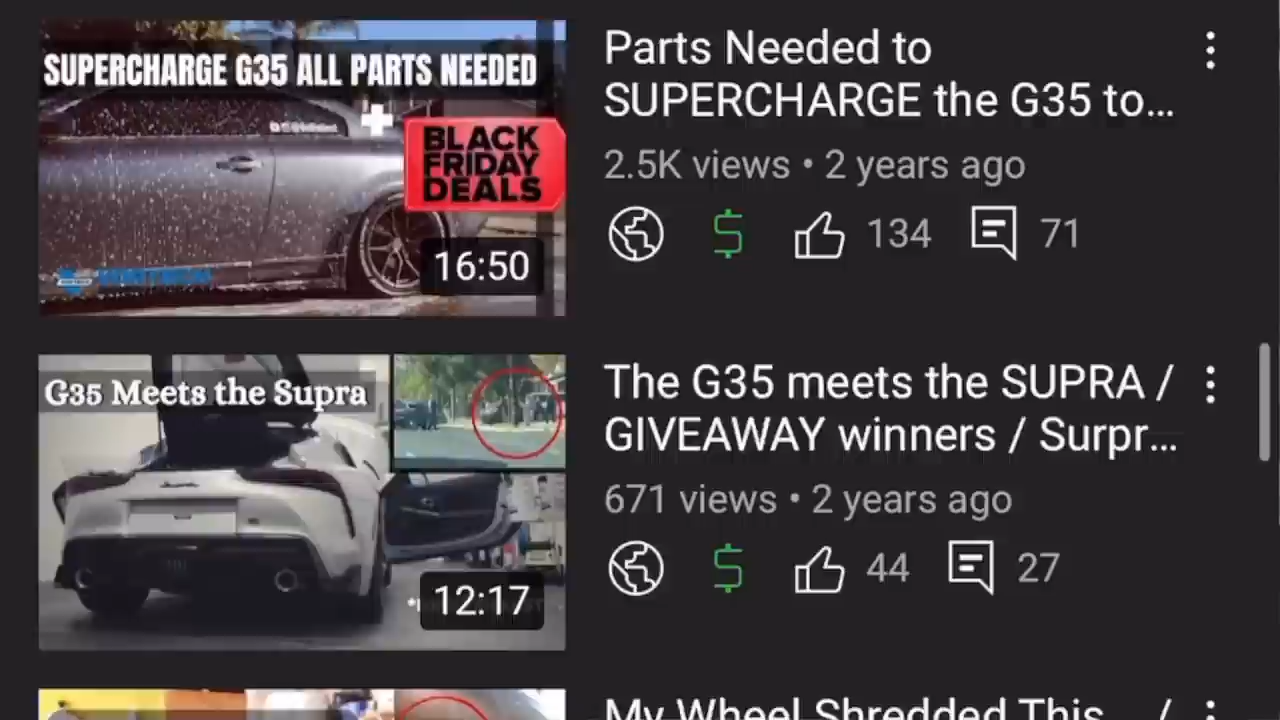 SUPERCHARGE G35 ALL PARTS NEEDED
BLACK
FRIDAY
DEALS
16:50
Parts Needed to
SUPERCHARGE the G35 to...
2.5K views • 2 years ago
134
71
G35 Meets the Supra
12:17
The G35 meets the SUPRA /
GIVEAWAY winners / Surpr...
671 views • 2 years ago
44
27
My Wheel Shredded This